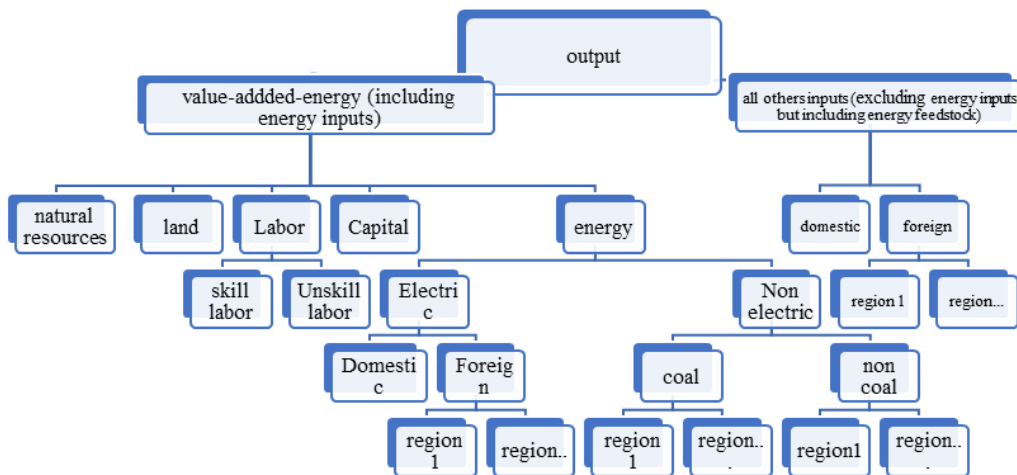 output
value-addded-energy (including
energy inputs)
all others inputs (excluding energy inputs
but including energy feedstock)
natural
resources
land
Labor
Capital
energy
domestic
foreign
skill
labor
Unskill
labor
Electri
c
Non
electric
region 1
region...
Domesti
c
Foreig
n
coal
non
coal
region
1
region..
region
1
region..
.
region1
region..
.